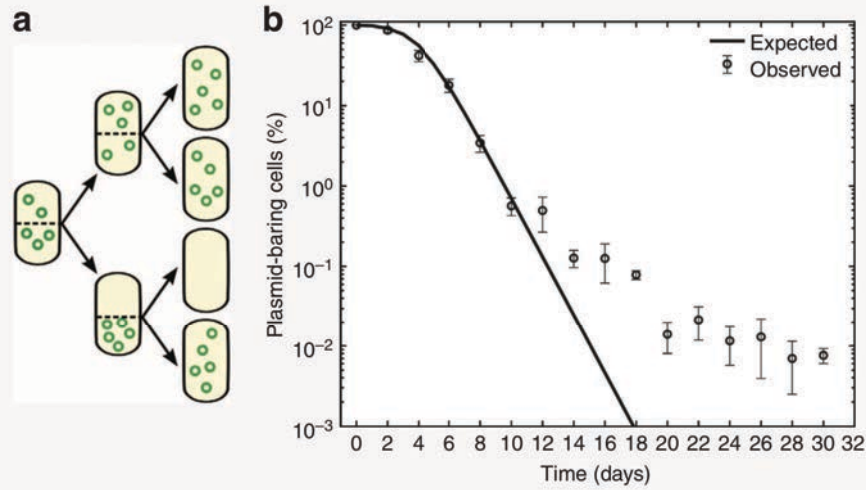 a
b
Expected
Observed
Plasmid-baring cells (%)
10²
10¹
10⁰
10⁻¹
10⁻²
10⁻³
0 2 4 6 8 10 12 14 16 18 20 22 24 26 28 30 32
Time (days)